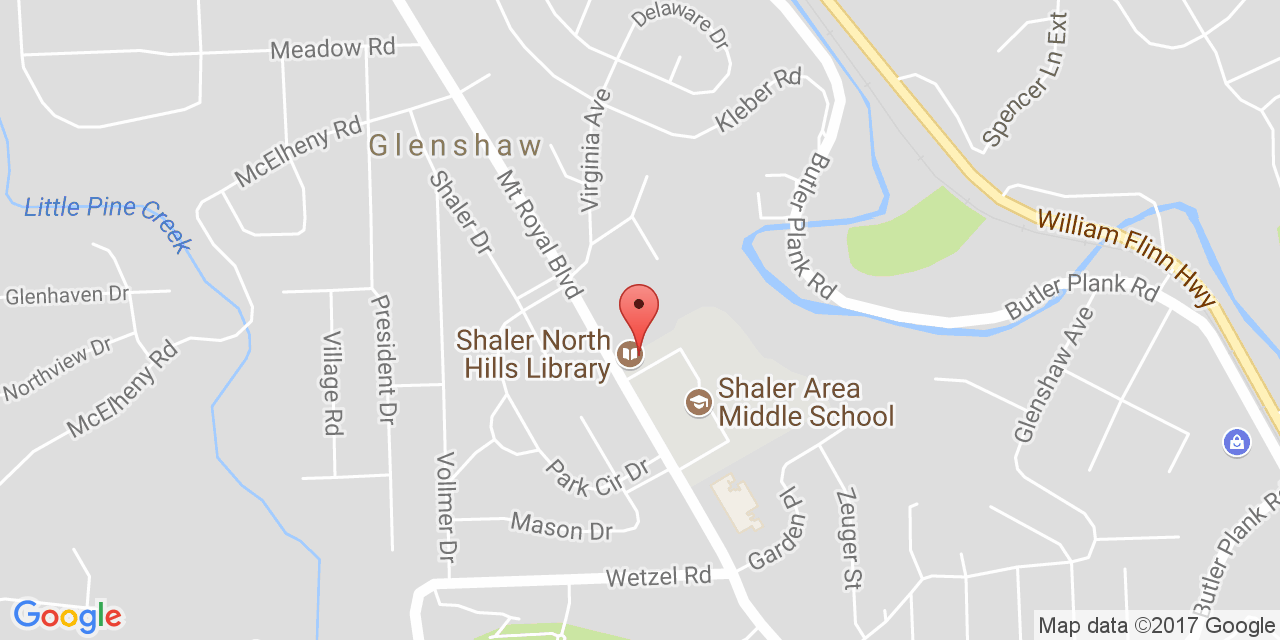 Delaware Dr
Meadow Rd
Spencer Ln Ext
Kleber Rd
Virginia Ave
McElheny Rd
Glenshaw
Butler Plank Rd
Mt Royal Blvd
Shaler Dr
Little Pine Creek
William Flinn Hwy
Glenhaven Dr
Butler Plank Rd
President Dr
Village Rd
Northview Dr
McElheny Rd
Shaler North
Hills Library
Glenshaw Ave
Shaler Area
Middle School
Vollmer Dr
Park Cir Dr
Mason Dr
Garden Pl
Zeuger St
Butler Plank Rd
Wetzel Rd
Google
Map data ©2017 Google